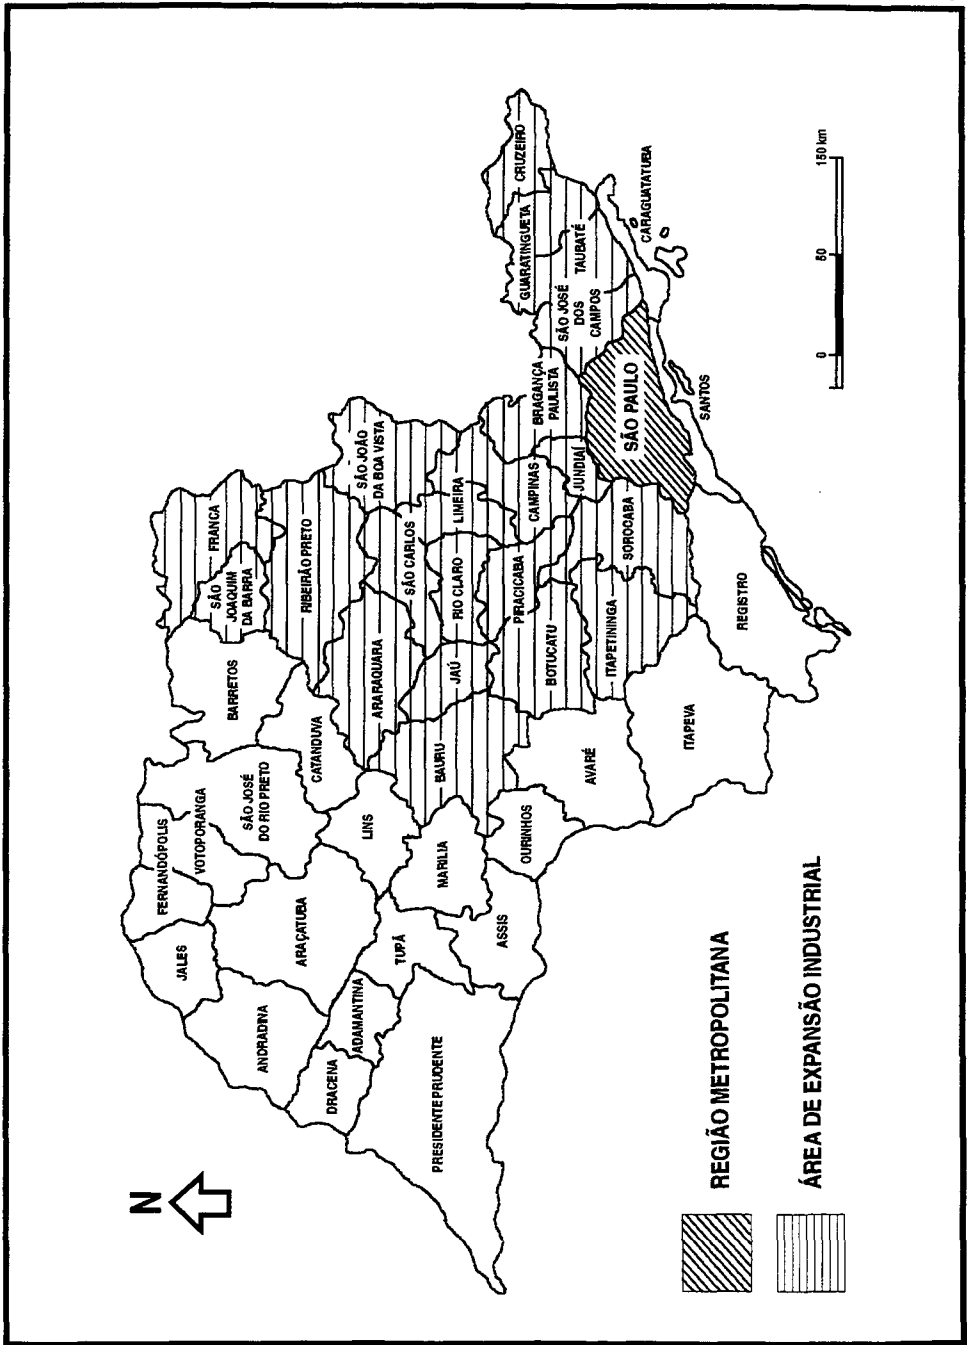 N
JALES
FERNANDÓPOLIS
VOTOPORANGA
SÃO JOSÉ
DO RIO PRETO
BARRETOS
SÃO
JOAQUIM
DA BARRA
FRANCA
ANDRADINA
ARAÇATUBA
CATANDUVA
RIBEIRÃO PRETO
DRACENA
ADAMANTINA
TUPÃ
LINS
ARARAQUARA
SÃO CARLOS
SÃO JOÃO
DA BOA VISTA
PRESIDENTE PRUDENTE
MARILIA
BAURU
JAÚ
RIO CLARO
LIMEIRA
ASSIS
OURINHOS
BOTUCATU
PIRACICABA
CAMPINAS
BRAGANÇA
PAULISTA
GUARATINGUETA
CRUZEIRO
AVARÉ
ITAPETININGA
SOROCABA
JUNDIAÍ
SÃO JOSÉ
DOS
CAMPOS
TAUBATÉ
SÃO PAULO
CARAGUATATUBA
ITAPEVA
REGISTRO
SANTOS
REGIÃO METROPOLITANA
ÁREA DE EXPANSÃO INDUSTRIAL
0 50 150 km